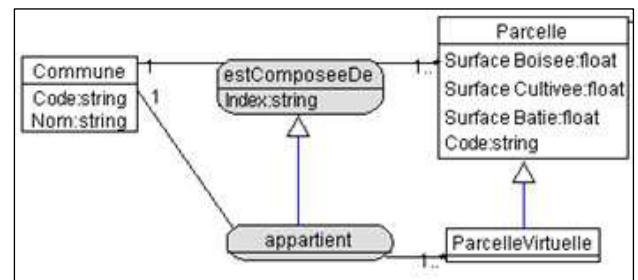 Parcelle
Surface Boisee:float
Surface Cultivee:float
Surface Batie:float
Code:string
Commune
Code:string
Nom:string
1
estComposeeDe
Index:string
1..
1
appartient
1..
ParcelleVirtuelle